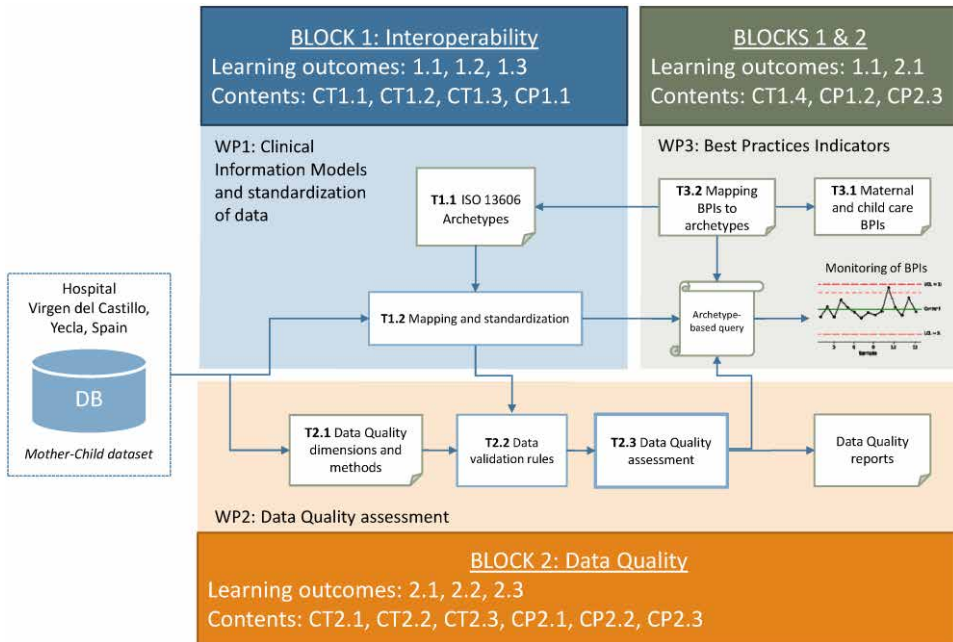 BLOCK 1: Interoperability
Learning outcomes: 1.1, 1.2, 1.3
Contents: CT1.1, CT1.2, CT1.3, CP1.1
BLOCKS 1 & 2
Learning outcomes: 1.1, 2.1
Contents: CT1.4, CP1.2, CP2.3
WP1: Clinical
Information Models
and standardization
of data
T1.1 ISO 13606
Archetypes
WP3: Best Practices Indicators
T3.2 Mapping
BPIs to
archetypes
T3.1 Maternal
and child care
BPIs
Hospital
Virgen del Castillo,
Yecla, Spain
DB
Mother-Child dataset
T1.2 Mapping and standardization
Archetype-
based query
Monitoring of BPIs
T2.1 Data Quality
dimensions and
methods
T2.2 Data
validation rules
T2.3 Data Quality
assessment
Data Quality
reports
WP2: Data Quality assessment
BLOCK 2: Data Quality
Learning outcomes: 2.1, 2.2, 2.3
Contents: CT2.1, CT2.2, CT2.3, CP2.1, CP2.2, CP2.3